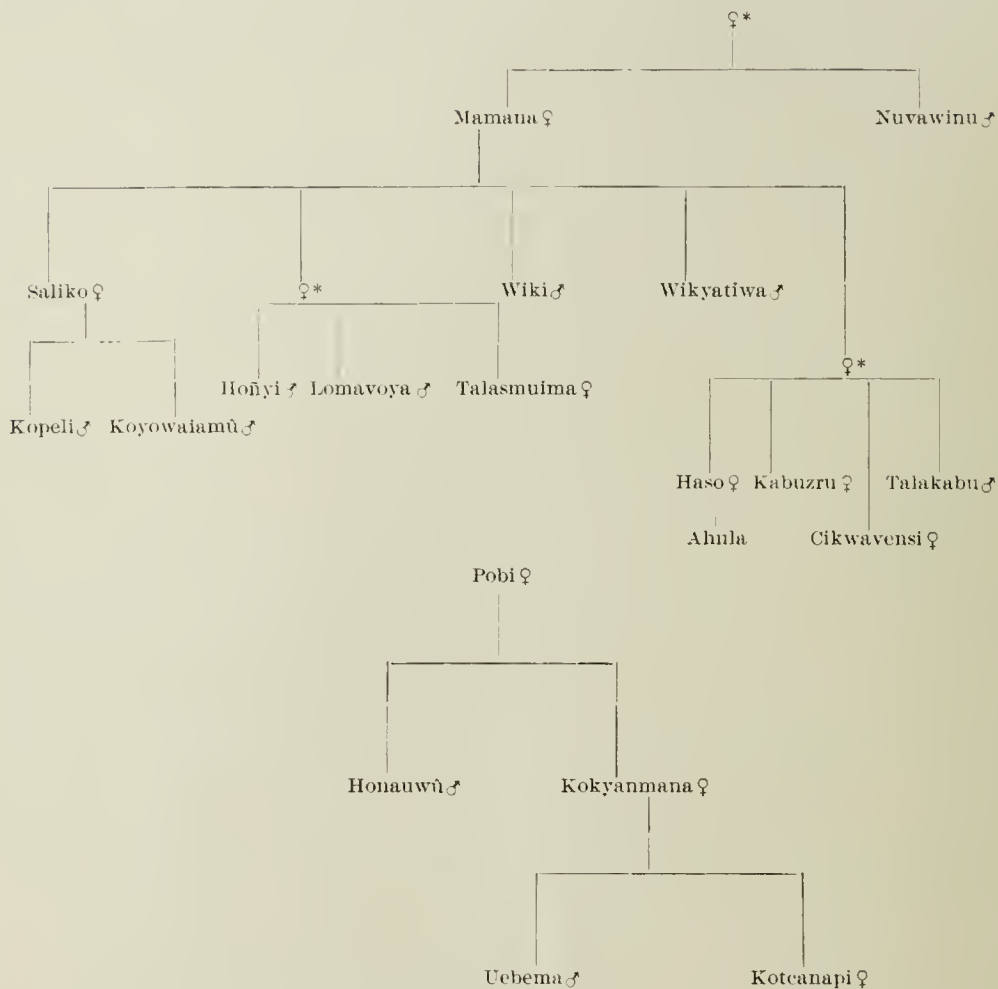 ♀*
Mamana♀ Nuvawinu♂
Saliko♀ ♀* Wiki♂ Wikyatiwa♂
♀*
Hoñyi♂ Lomavoya♂ Talasmuima♀
Kopeli♂ Koyowaiamû♂
Haso♀ Kabuzru♀ Talakabu♂
Ahula Cikwavensi♀
Pobi♀
Honauwû♂ Kokyanmana♀
Uebema♂ Kotcanapi♀